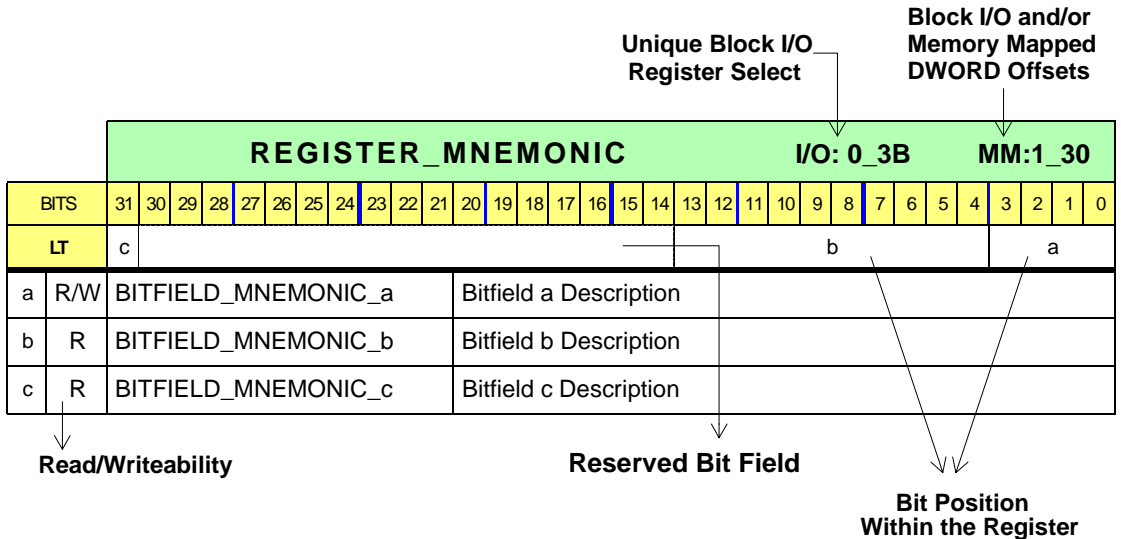 Unique Block I/O
Register Select
Block I/O and/or
Memory Mapped
DWORD Offsets
REGISTER_MNEMONIC I/O: 0_3B MM:1_30
BITS 31 30 29 28 27 26 25 24 23 22 21 20 19 18 17 16 15 14 13 12 11 10 9 8 7 6 5 4 3 2 1 0
LT c b a
a R/W BITFIELD_MNEMONIC_a Bitfield a Description
b R BITFIELD_MNEMONIC_b Bitfield b Description
c R BITFIELD_MNEMONIC_c Bitfield c Description
Read/Writeability
Reserved Bit Field
Bit Position
Within the Register